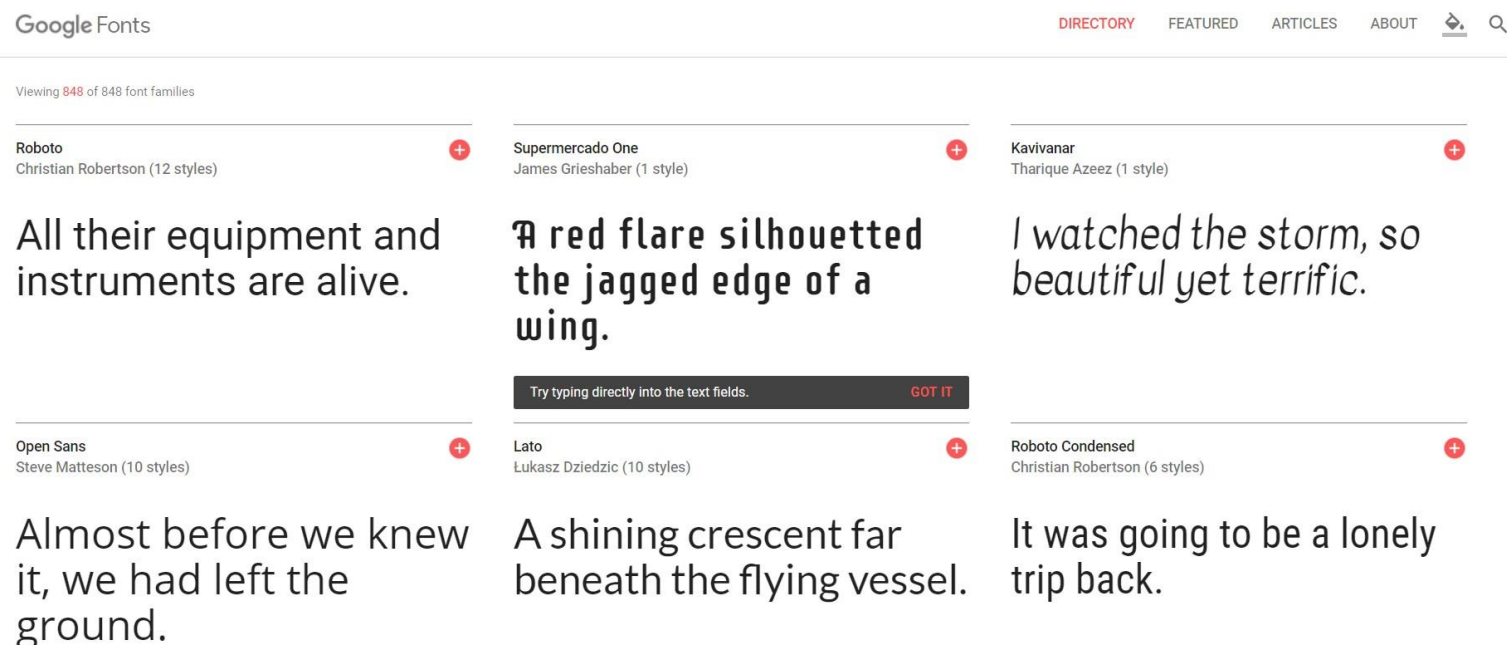 Google Fonts
DIRECTORY FEATURED ARTICLES ABOUT
Viewing 848 of 848 font families
Roboto
Christian Robertson (12 styles)
All their equipment and
instruments are alive.
Supermercado One
James Grieshaber (1 style)
A red flare silhouetted
the jagged edge of a
wing.
Try typing directly into the text fields. GOT IT
Kavivanar
Tharique Azeez (1 style)
I watched the storm, so
beautiful yet terrific.
Open Sans
Steve Matteson (10 styles)
Almost before we knew
it, we had left the
ground.
Lato
Łukasz Dziedzic (10 styles)
A shining crescent far
beneath the flying vessel.
Roboto Condensed
Christian Robertson (6 styles)
It was going to be a lonely
trip back.